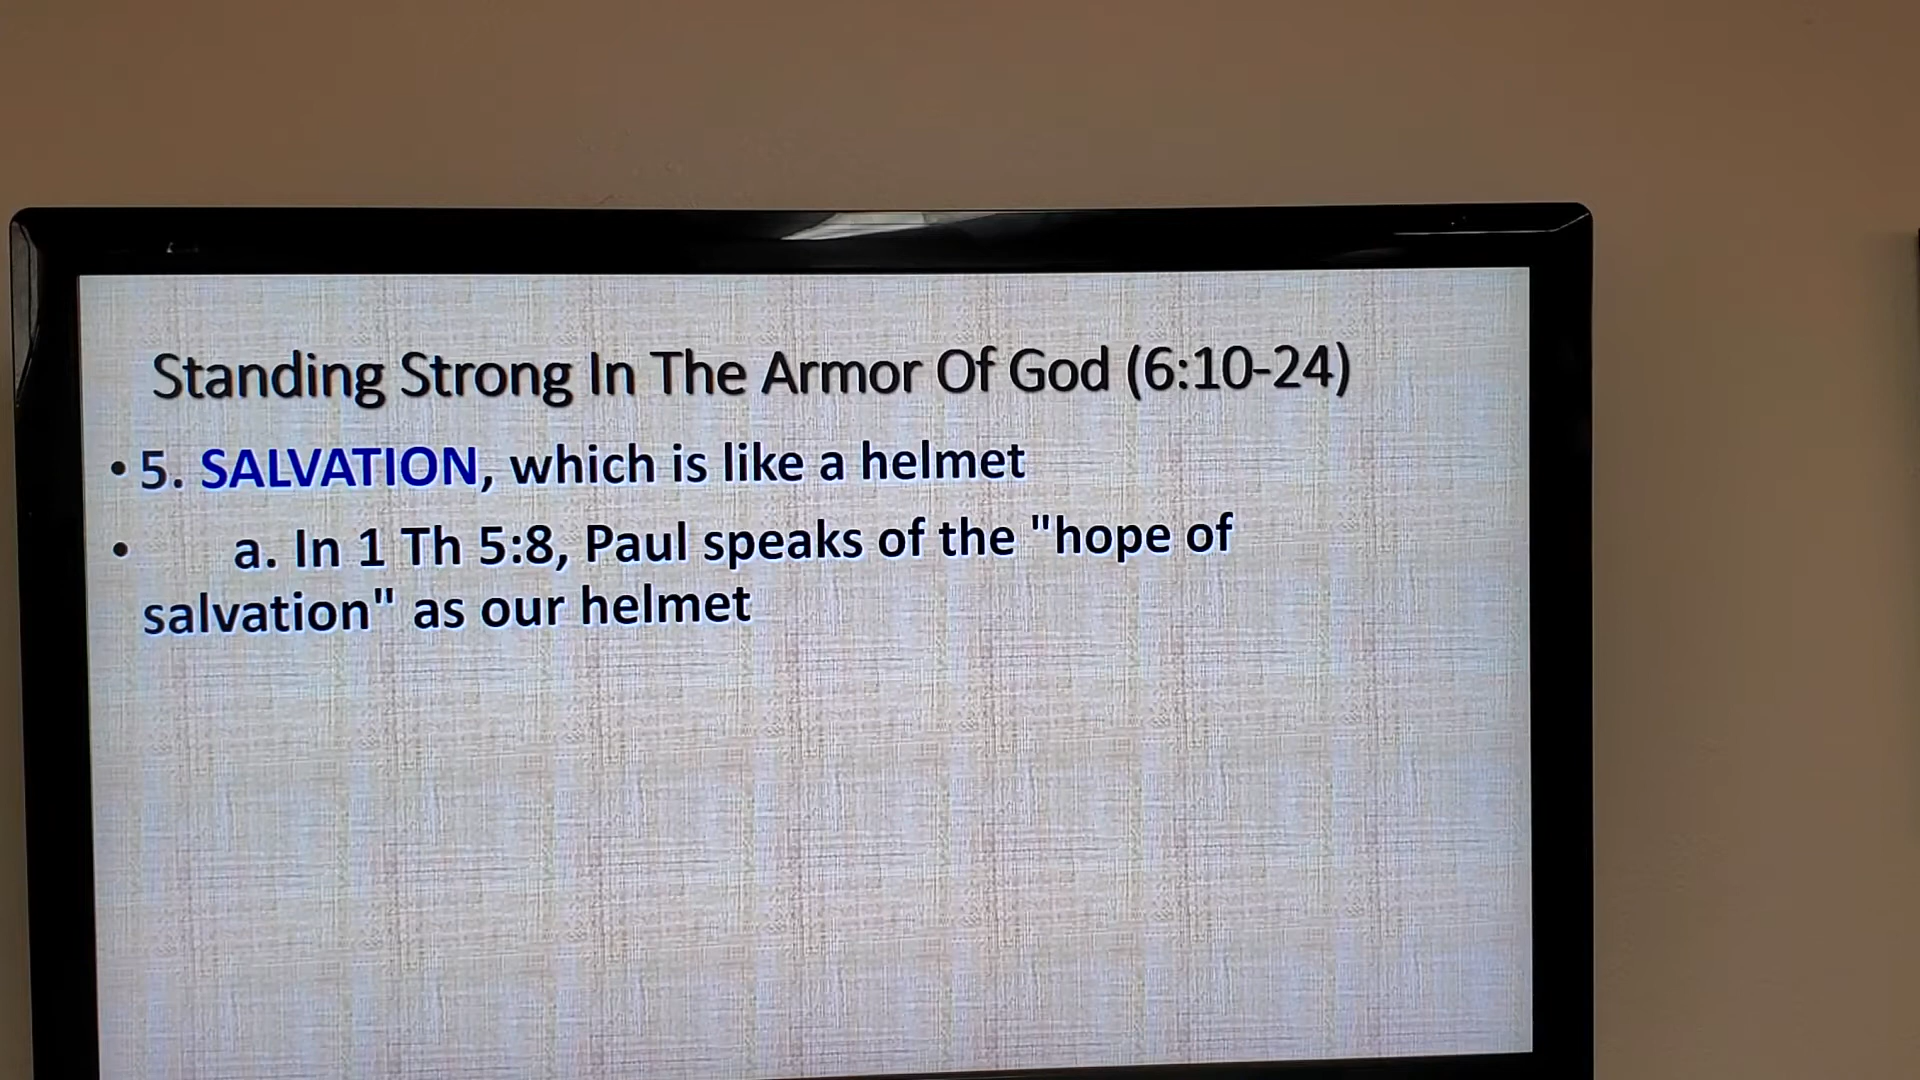 Standing Strong In The Armor Of God (6:10-24)
• 5. SALVATION, which is like a helmet
• a. In 1 Th 5:8, Paul speaks of the "hope of
salvation" as our helmet